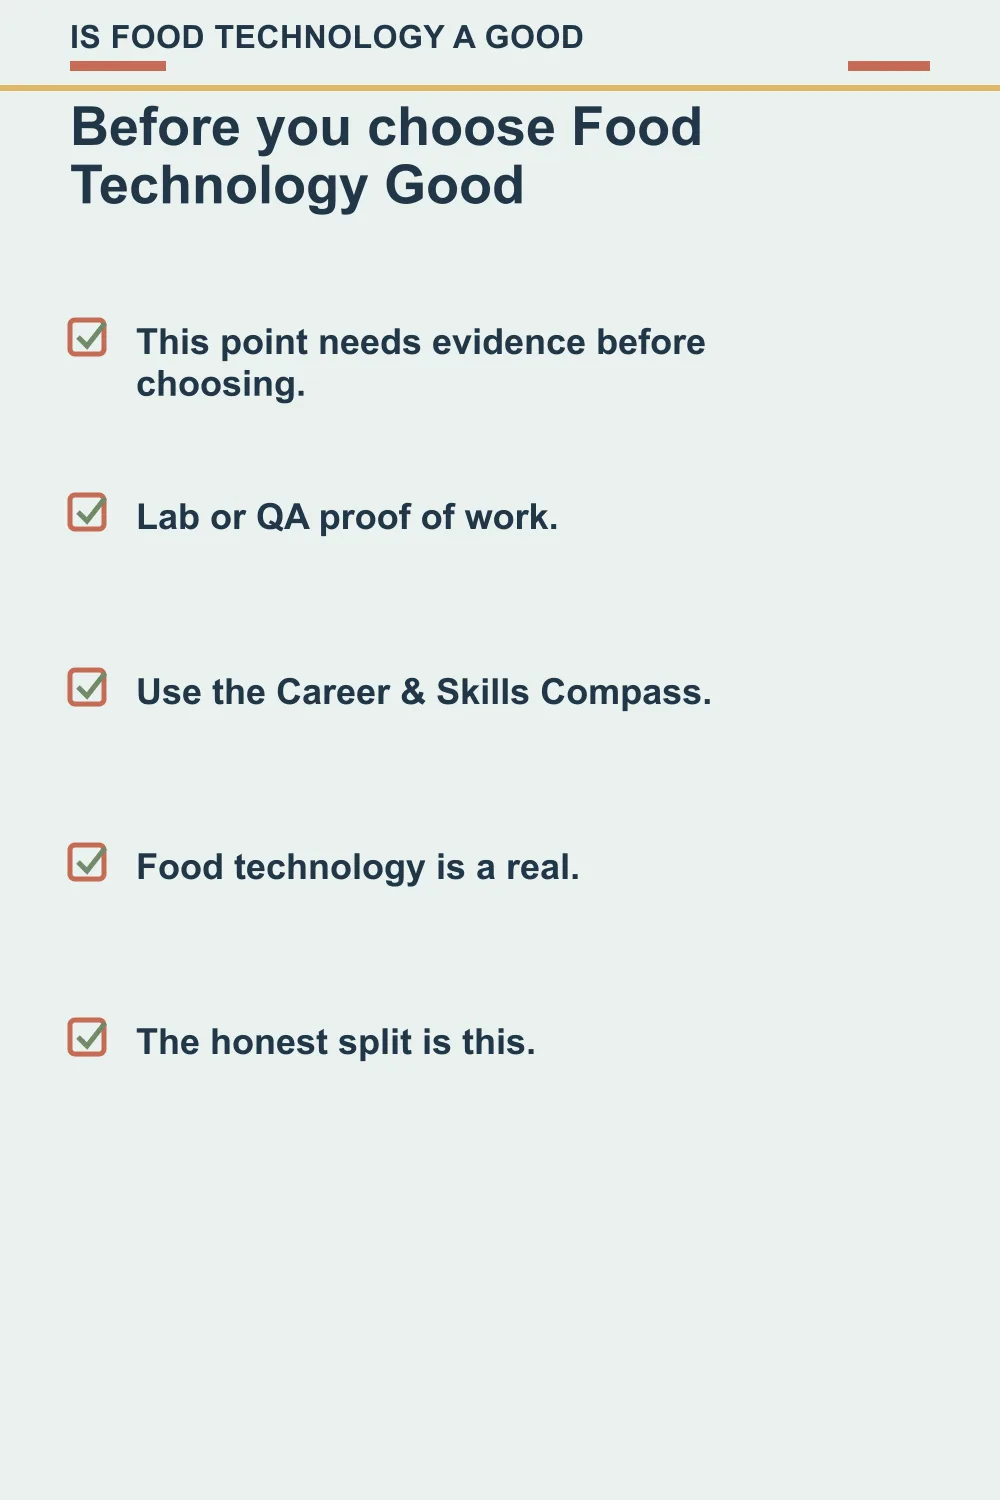 IS FOOD TECHNOLOGY A GOOD
Before you choose Food
Technology Good
This point needs evidence before
choosing.
Lab or QA proof of work.
Use the Career & Skills Compass.
Food technology is a real.
The honest split is this.